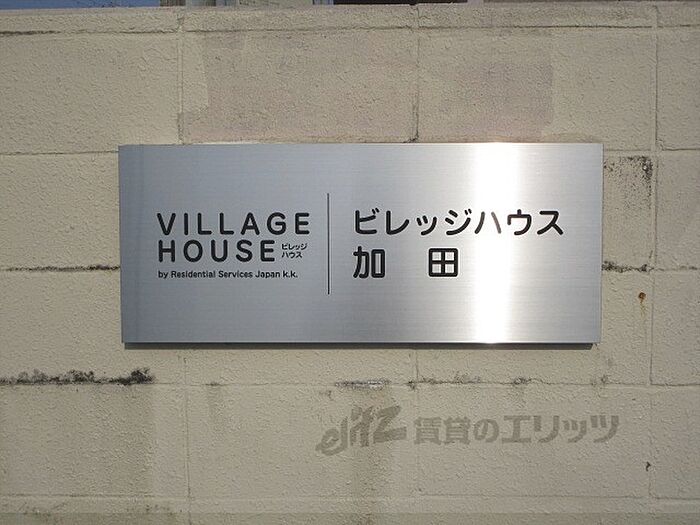 VILLAGE
HOUSE ビレッジ
ハウス
by Residential Services Japan k.k.
ビレッジハウス
加 田
elitz 賃貸のエリッツ